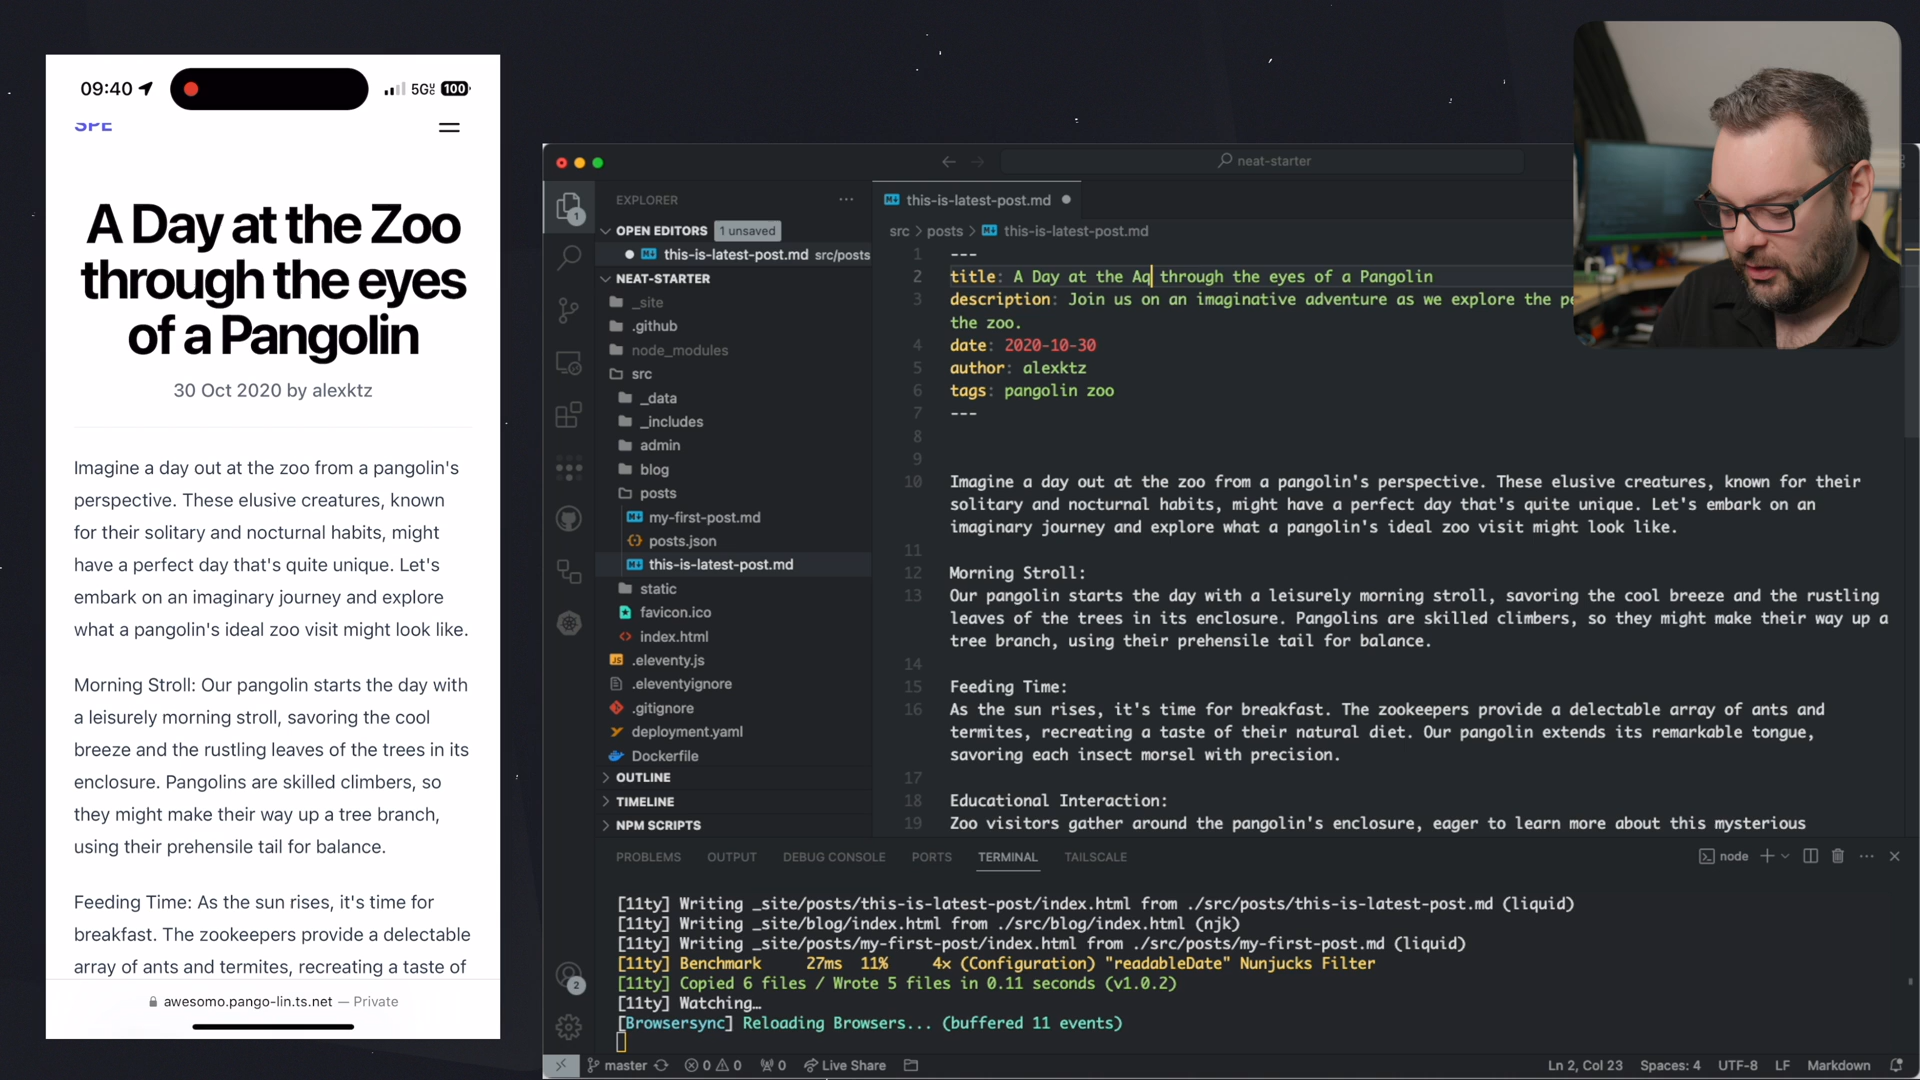 09:40
5G
100
SPE
A Day at the Zoo
through the eyes
of a Pangolin
30 Oct 2020 by alexktz
Imagine a day out at the zoo from a pangolin's
perspective. These elusive creatures, known
for their solitary and nocturnal habits, might
have a perfect day that's quite unique. Let's
embark on an imaginary journey and explore
what a pangolin's ideal zoo visit might look like.
Morning Stroll: Our pangolin starts the day with
a leisurely morning stroll, savoring the cool
breeze and the rustling leaves of the trees in its
enclosure. Pangolins are skilled climbers, so
they might make their way up a tree branch,
using their prehensile tail for balance.
Feeding Time: As the sun rises, it's time for
breakfast. The zookeepers provide a delectable
array of ants and termites, recreating a taste of
awesomo.pango-lin.ts.net — Private
neat-starter
1
EXPLORER
OPEN EDITORS 1 unsaved
this-is-latest-post.md src/posts
NEAT-STARTER
_site
.github
node_modules
src
_data
_includes
admin
blog
posts
my-first-post.md
posts.json
this-is-latest-post.md
static
favicon.ico
index.html
.eleventy.js
.eleventyignore
.gitignore
deployment.yaml
Dockerfile
OUTLINE
TIMELINE
NPM SCRIPTS
2
this-is-latest-post.md
src > posts > this-is-latest-post.md
1 ---
2 title: A Day at the Aq through the eyes of a Pangolin
3 description: Join us on an imaginative adventure as we explore the
the zoo.
4 date: 2020-10-30
5 author: alexktz
6 tags: pangolin zoo
7 ---
8
9
10 Imagine a day out at the zoo from a pangolin's perspective. These elusive creatures, known for their
solitary and nocturnal habits, might have a perfect day that's quite unique. Let's embark on an
imaginary journey and explore what a pangolin's ideal zoo visit might look like.
11
12 Morning Stroll:
13 Our pangolin starts the day with a leisurely morning stroll, savoring the cool breeze and the rustling
leaves of the trees in its enclosure. Pangolins are skilled climbers, so they might make their way up a
tree branch, using their prehensile tail for balance.
14
15 Feeding Time:
16 As the sun rises, it's time for breakfast. The zookeepers provide a delectable array of ants and
termites, recreating a taste of their natural diet. Our pangolin extends its remarkable tongue,
savoring each insect morsel with precision.
17
18 Educational Interaction:
19 Zoo visitors gather around the pangolin's enclosure, eager to learn more about this mysterious
PROBLEMS OUTPUT DEBUG CONSOLE PORTS TERMINAL TAILSCALE
node
[11ty] Writing _site/posts/this-is-latest-post/index.html from ./src/posts/this-is-latest-post.md (liquid)
[11ty] Writing _site/blog/index.html from ./src/blog/index.html (njk)
[11ty] Writing _site/posts/my-first-post/index.html from ./src/posts/my-first-post.md (liquid)
[11ty] Benchmark 27ms 11% 4× (Configuration) "readableDate" Nunjucks Filter
[11ty] Copied 6 files / Wrote 5 files in 0.11 seconds (v1.0.2)
[11ty] Watching…
[Browsersync] Reloading Browsers... (buffered 11 events)
master 0 0 0 Live Share
Ln 2, Col 23 Spaces: 4 UTF-8 LF Markdown